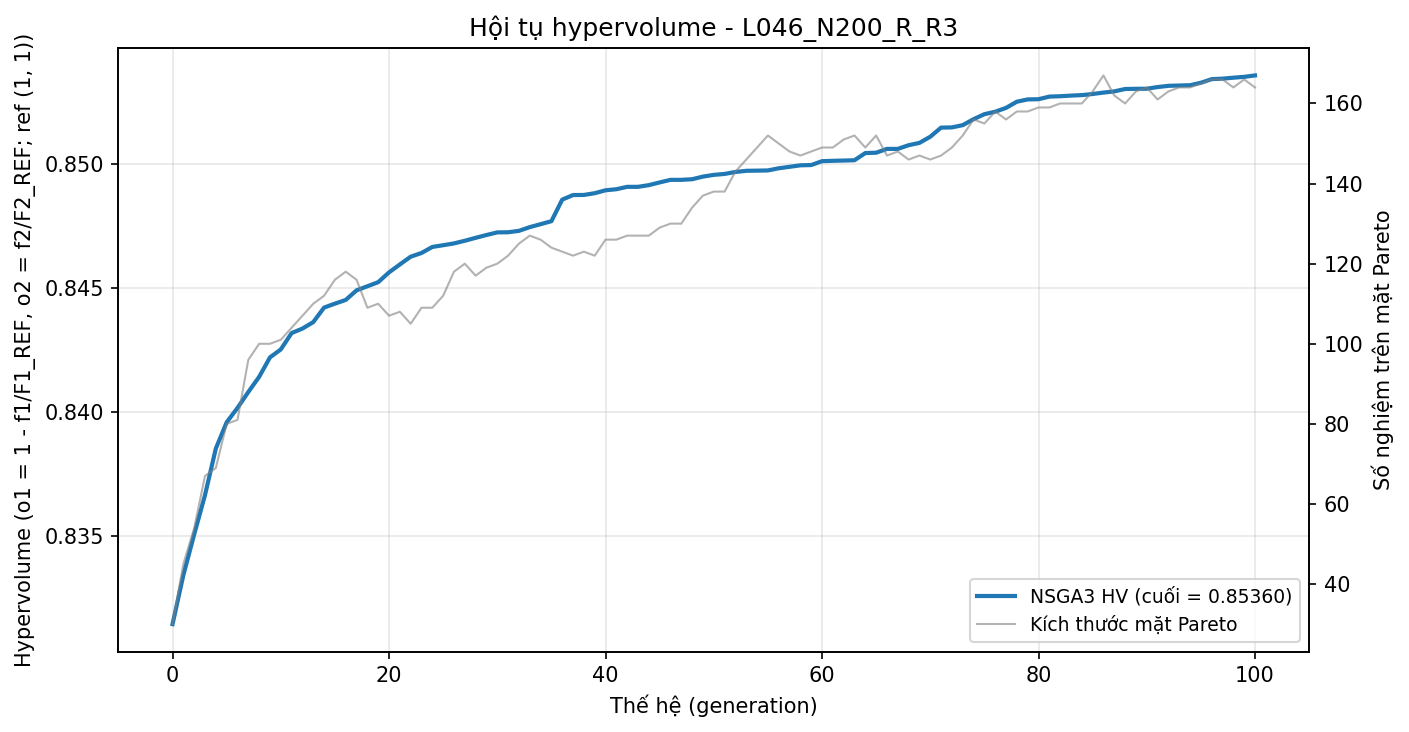 Hội tụ hypervolume - L046_N200_R_R3
Hypervolume (o1 = 1 - f1/F1_REF, o2 = f2/F2_REF; ref (1, 1))
0.850
0.845
0.840
0.835
160
140
120
100
80
60
40
Số nghiệm trên mặt Pareto
NSGA3 HV (cuối = 0.85360)
Kích thước mặt Pareto
0 20 40 60 80 100
Thế hệ (generation)